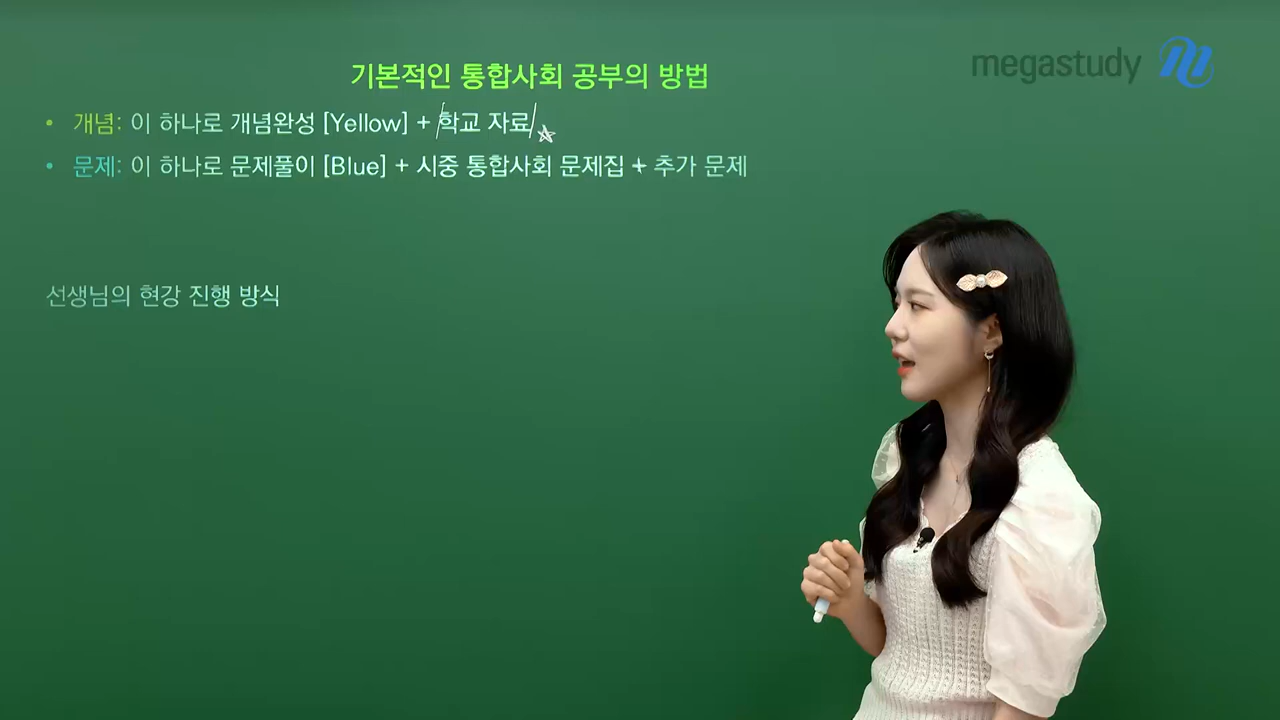 megastudy
기본적인 통합사회 공부의 방법
• 개념: 이 하나로 개념완성 [Yellow] + 학교 자료
• 문제: 이 하나로 문제풀이 [Blue] + 시중 통합사회 문제집 + 추가 문제
선생님의 현강 진행 방식